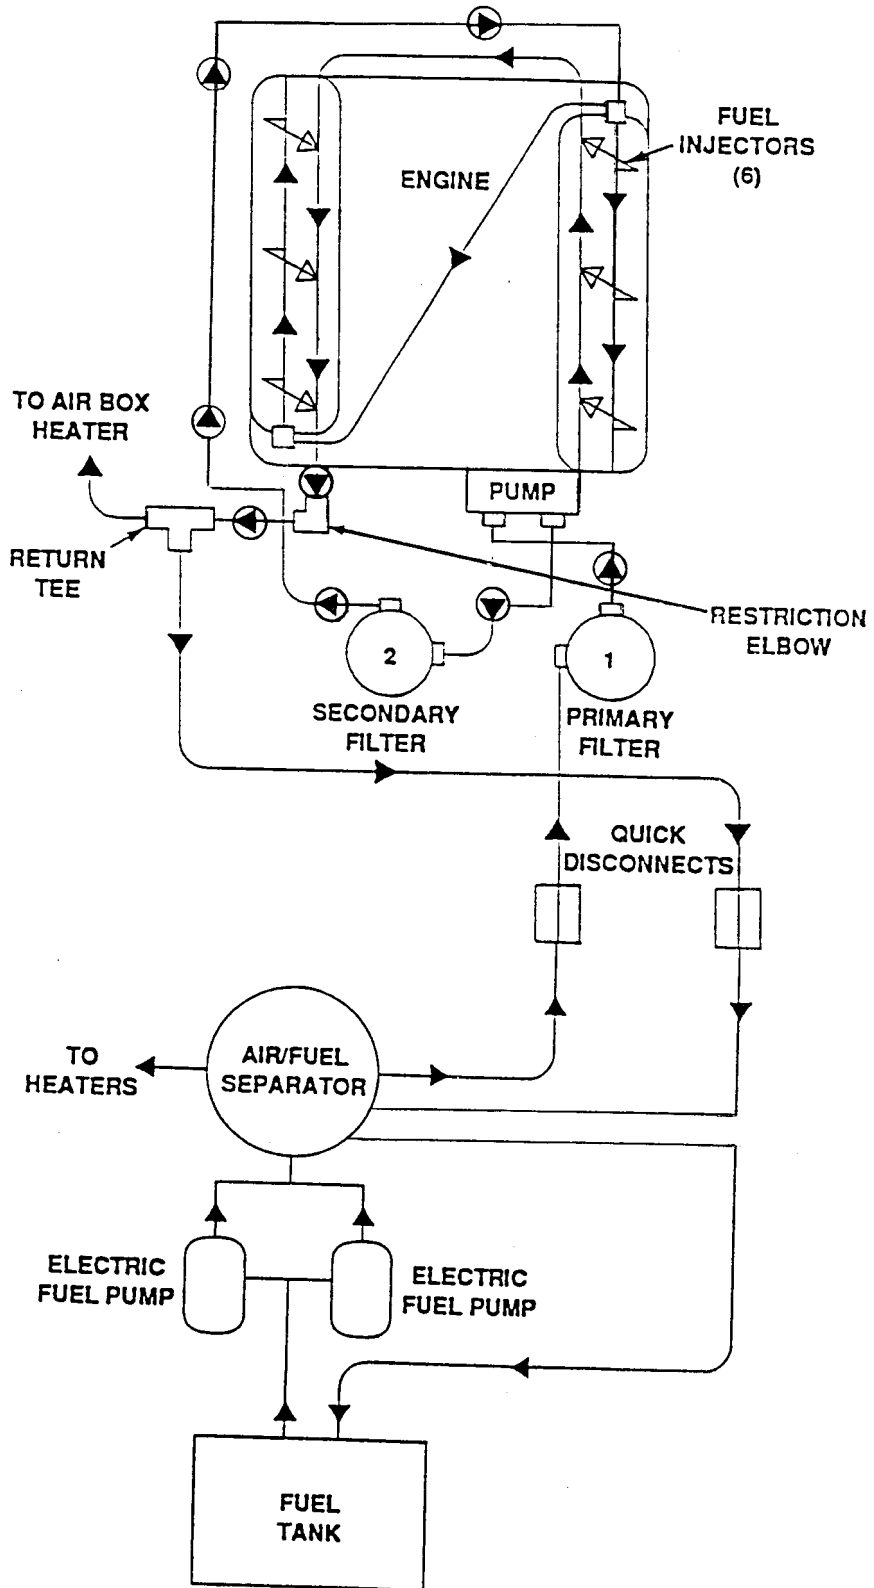 FUEL
INJECTORS
(6)
ENGINE
TO AIR BOX
HEATER
PUMP
RETURN
TEE
RESTRICTION
ELBOW
2
1
SECONDARY
FILTER
PRIMARY
FILTER
QUICK
DISCONNECTS
TO
HEATERS
AIR/FUEL
SEPARATOR
ELECTRIC
FUEL PUMP
ELECTRIC
FUEL PUMP
FUEL
TANK